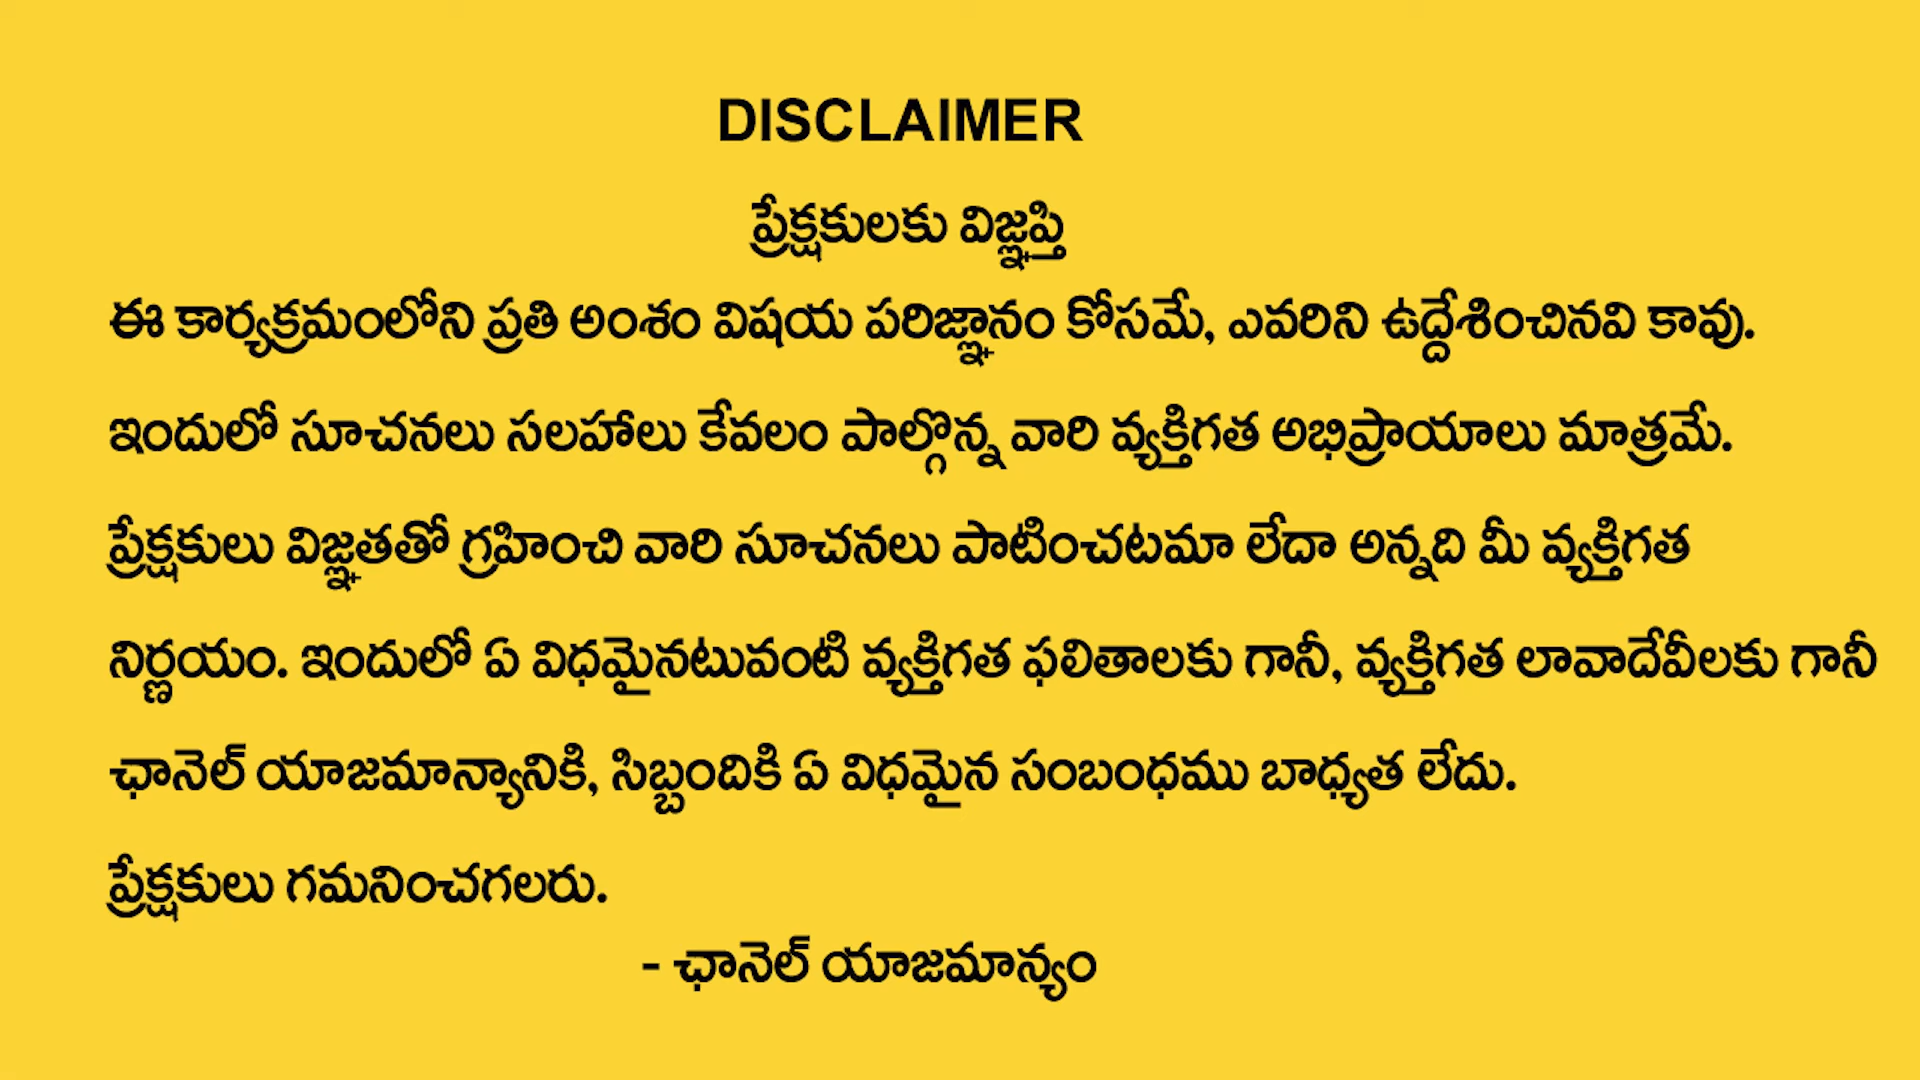 DISCLAIMER
ప్రేక్షకులకు విజ్ఞప్తి
ఈ కార్యక్రమంలోని ప్రతి అంశం విషయ పరిజ్ఞానం కోసమే, ఎవరిని ఉద్దేశించినవి కావు.
ఇందులో సూచనలు సలహాలు కేవలం పాల్గొన్న వారి వ్యక్తిగత అభిప్రాయాలు మాత్రమే.
ప్రేక్షకులు విజ్ఞతతో గ్రహించి వారి సూచనలు పాటించటమా లేదా అన్నది మీ వ్యక్తిగత
నిర్ణయం. ఇందులో ఏ విధమైనటువంటి వ్యక్తిగత ఫలితాలకు గానీ, వ్యక్తిగత లావాదేవీలకు గానీ
ఛానెల్ యాజమాన్యానికి, సిబ్బందికి ఏ విధమైన సంబంధము బాధ్యత లేదు.
ప్రేక్షకులు గమనించగలరు.
- ఛానెల్ యాజమాన్యం